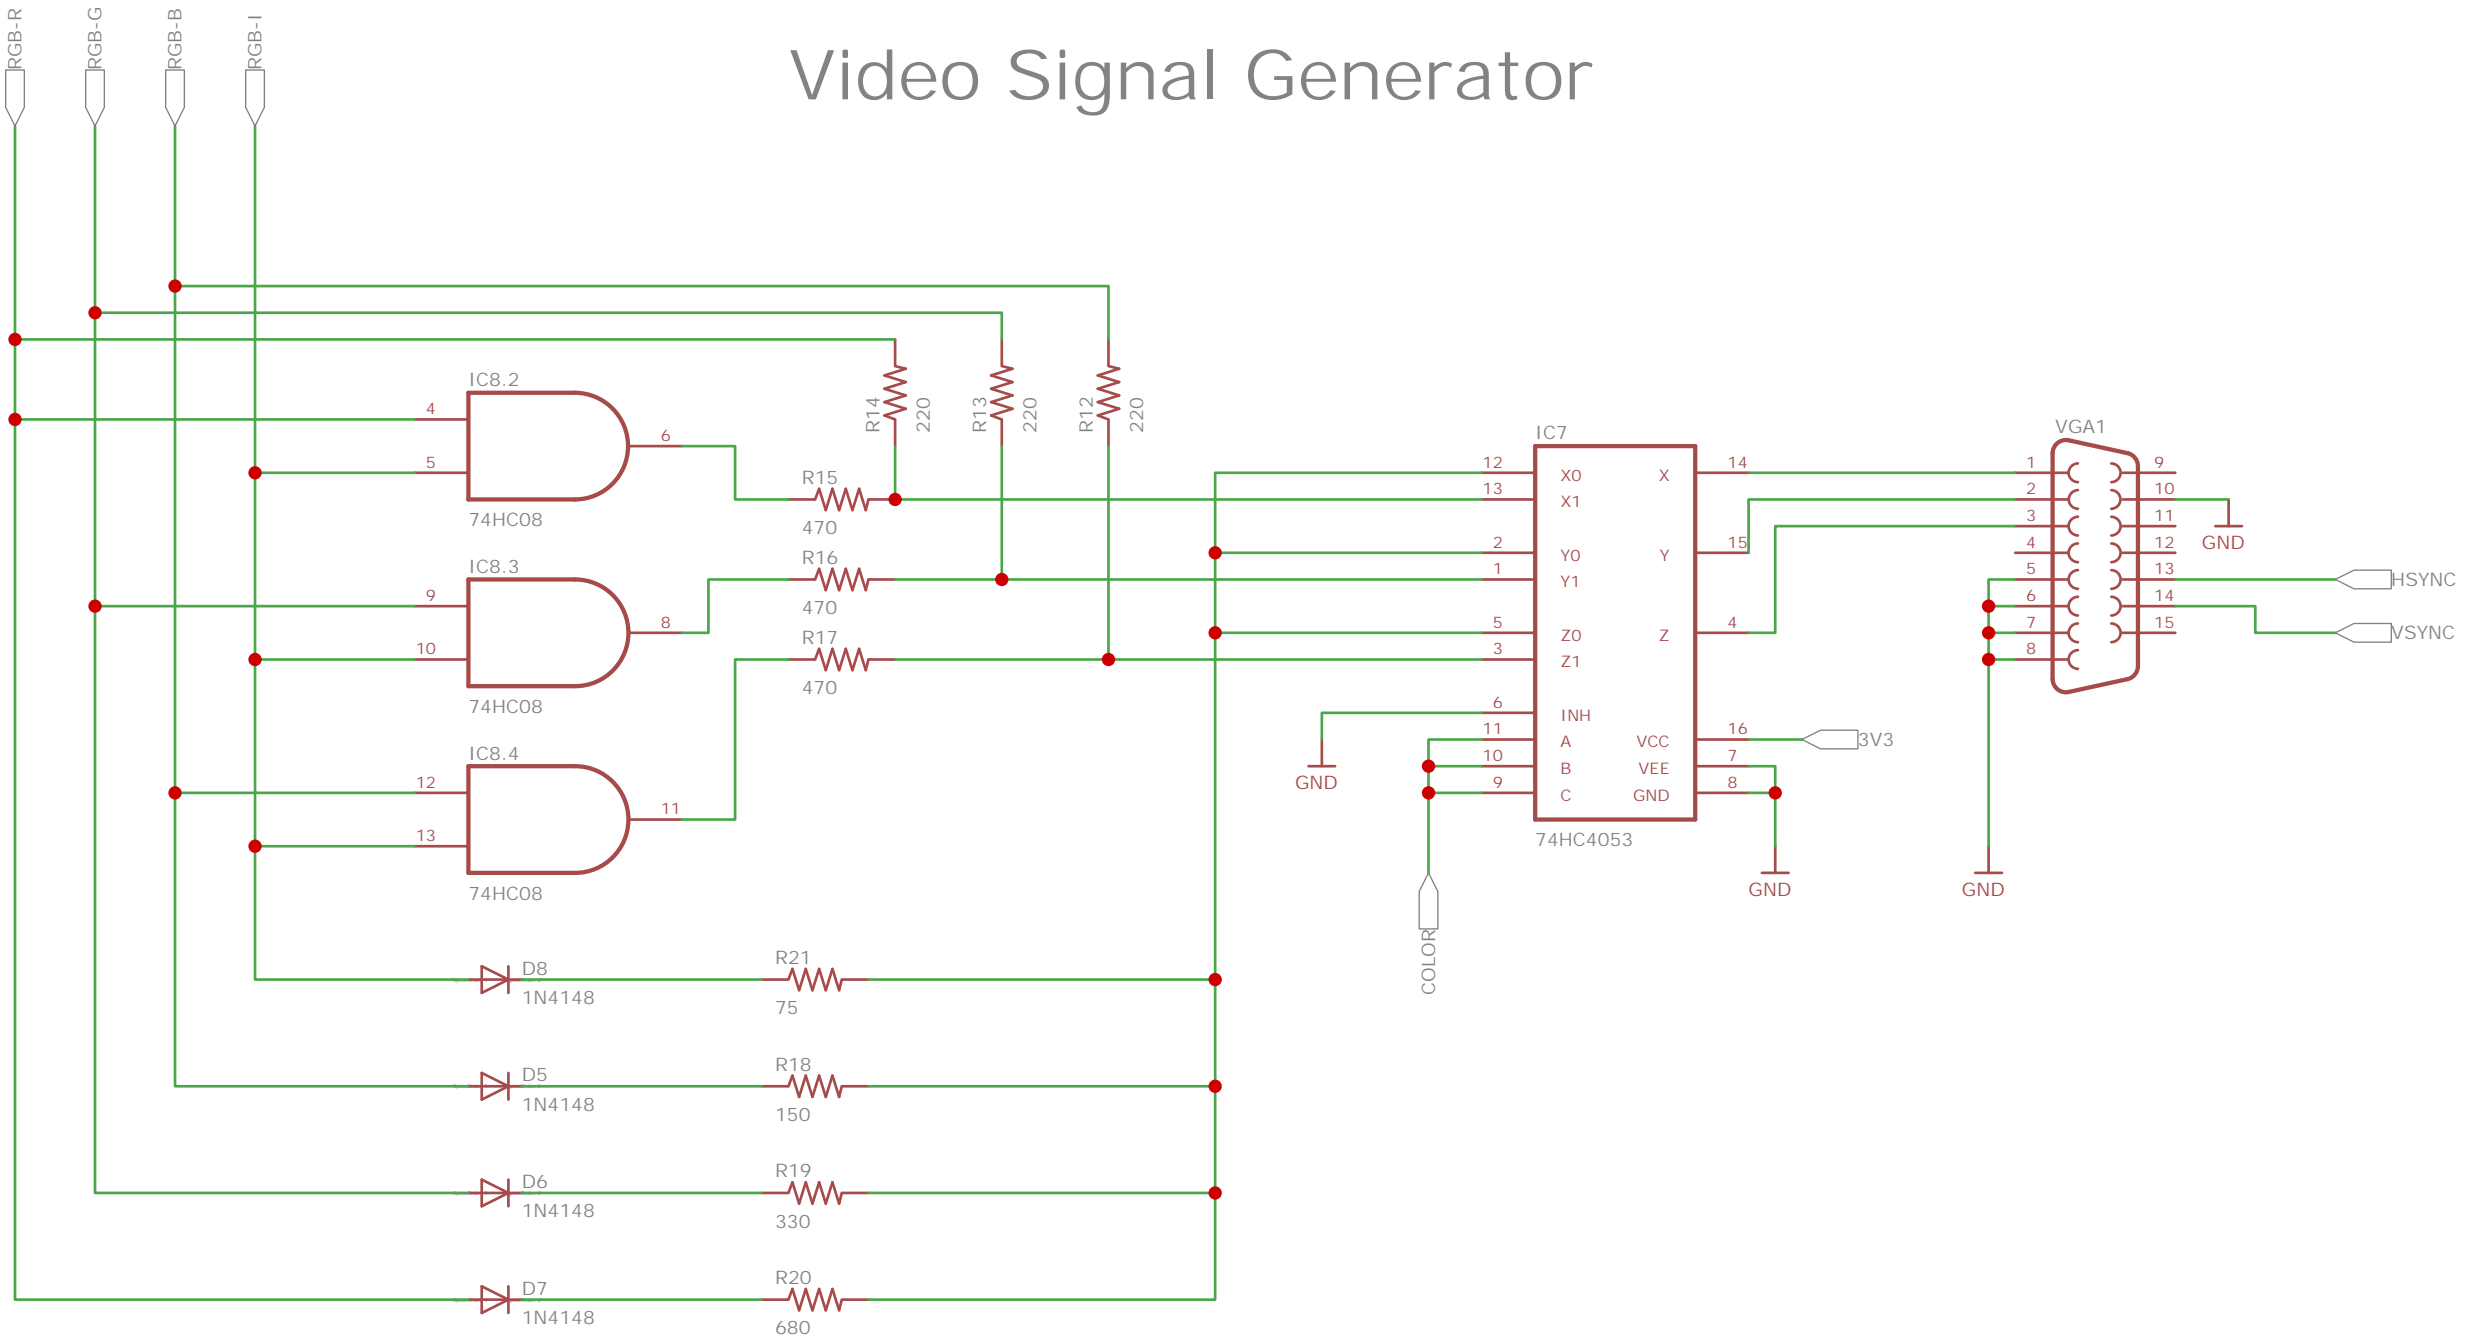 RGB-R
RGB-G
RGB-B
RGB-I
Video Signal Generator
IC8.2
4
5
6
74HC08
R14
220
R13
220
R12
220
R15
470
IC8.3
9
10
8
74HC08
R16
470
R17
470
IC8.4
12
13
11
74HC08
IC7
12
X0
13
X1
2
Y0
1
Y1
5
Z0
3
Z1
6
INH
11
A
10
B
9
C
X
14
Y
15
Z
4
VCC
16
VEE
7
GND
8
74HC4053
GND
COLOR
3V3
GND
VGA1
1
2
3
4
5
6
7
8
9
10
11
12
13
14
15
GND
HSYNC
VSYNC
GND
D8
1N4148
R21
75
D5
1N4148
R18
150
D6
1N4148
R19
330
D7
1N4148
R20
680